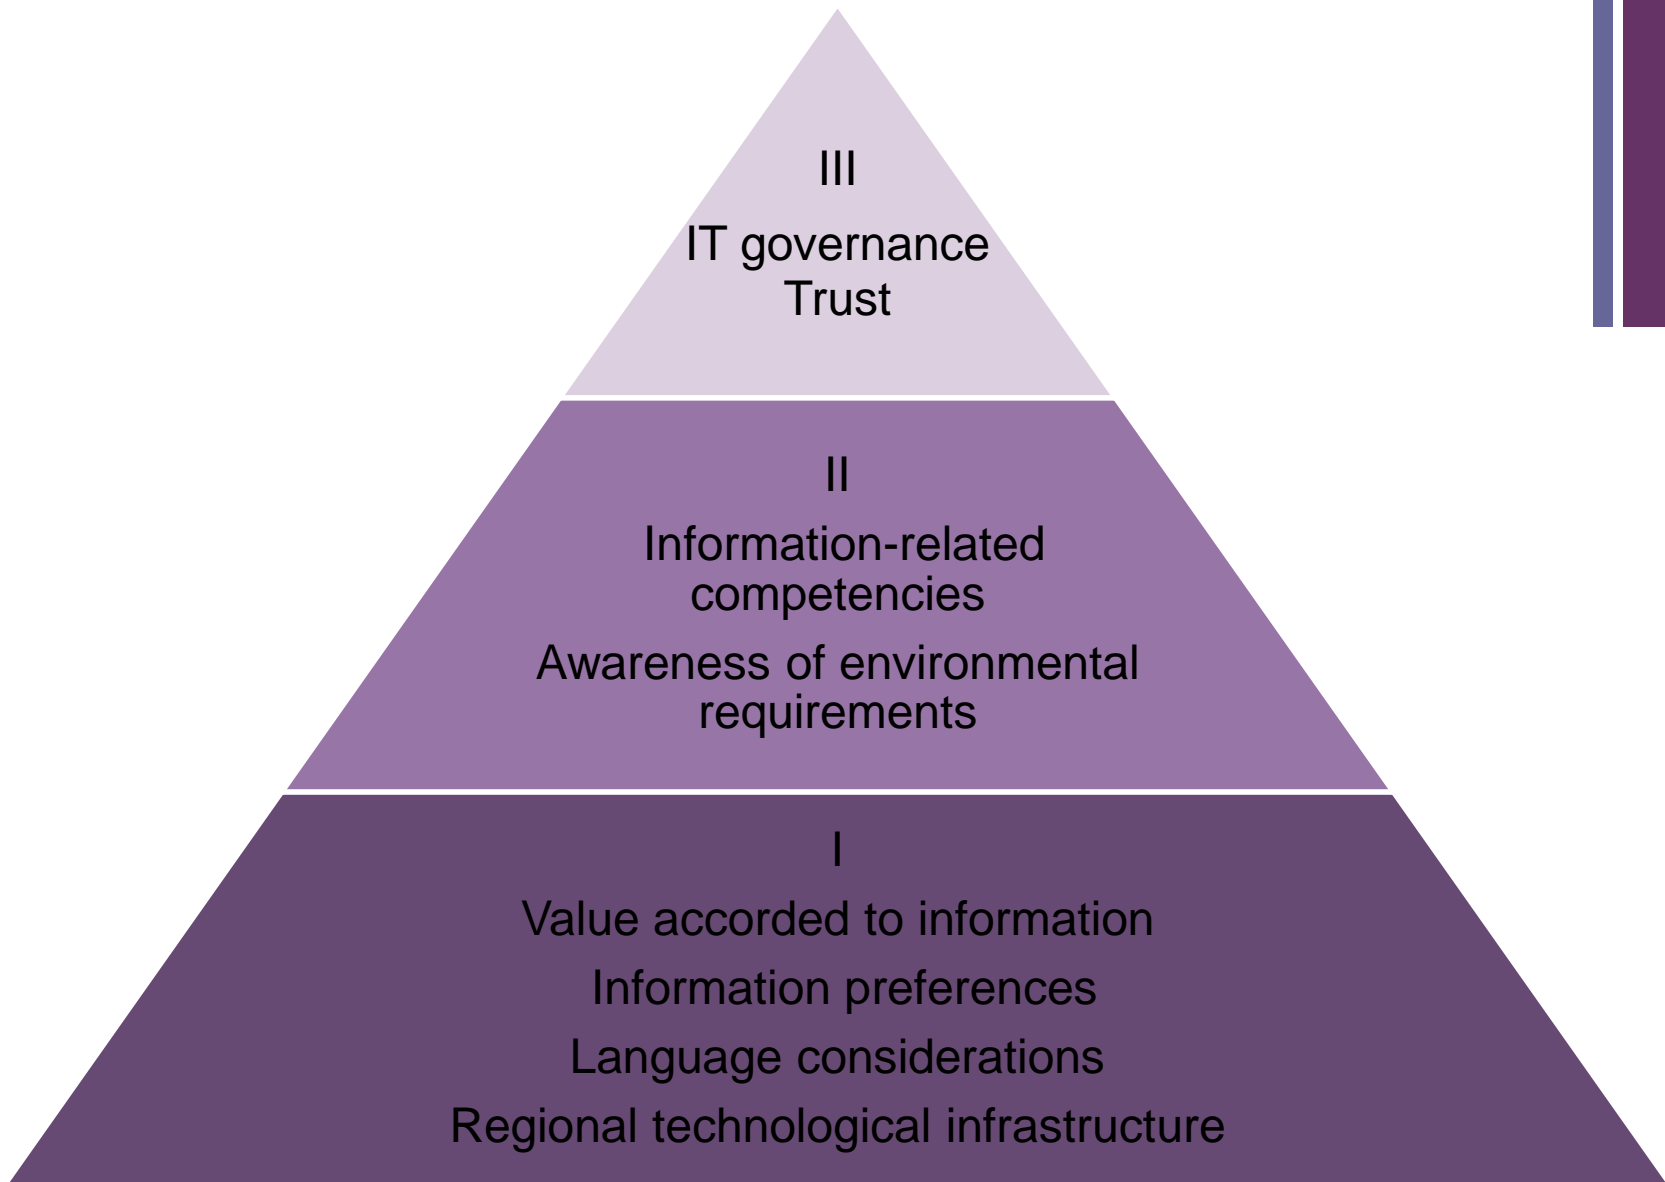 III
IT governance
Trust
II
Information-related
competencies
Awareness of environmental
requirements
I
Value accorded to information
Information preferences
Language considerations
Regional technological infrastructure